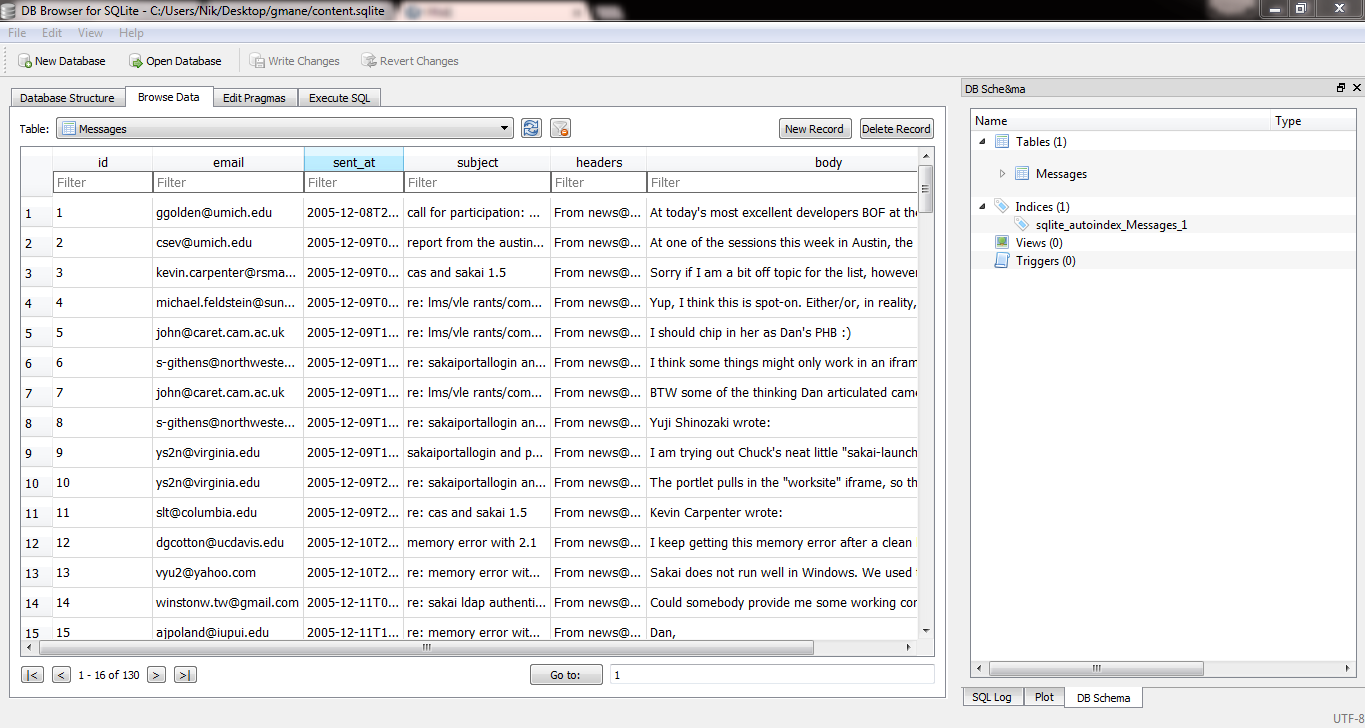 DB Browser for SQLite - C:/Users/Nik/Desktop/gmane/content.sqlite
File Edit View Help
New Database Open Database Write Changes Revert Changes
Database Structure Browse Data Edit Pragmas Execute SQL
Table: Messages New Record Delete Record
id email sent_at subject headers body
Filter Filter Filter Filter Filter Filter
1 1 ggolden@umich.edu 2005-12-08T2... call for participation: ... From news@... At today's most excellent developers BOF at the
2 2 csev@umich.edu 2005-12-09T0... report from the austin... From news@... At one of the sessions this week in Austin, the
3 3 kevin.carpenter@rsma... 2005-12-09T0... cas and sakai 1.5 From news@... Sorry if I am a bit off topic for the list, however
4 4 michael.feldstein@sun... 2005-12-09T0... re: lms/vle rants/com... From news@... Yup, I think this is spot-on. Either/or, in reality,
5 5 john@caret.cam.ac.uk 2005-12-09T1... re: lms/vle rants/com... From news@... I should chip in her as Dan's PHB :)
6 6 s-githens@northweste... 2005-12-09T1... re: sakaiportallogin an... From news@... I think some things might only work in an ifram
7 7 john@caret.cam.ac.uk 2005-12-09T1... re: lms/vle rants/com... From news@... BTW some of the thinking Dan articulated came
8 8 s-githens@northweste... 2005-12-09T1... re: sakaiportallogin an... From news@... Yuji Shinozaki wrote:
9 9 ys2n@virginia.edu 2005-12-09T1... sakaiportallogin and p... From news@... I am trying out Chuck's neat little "sakai-launch
10 10 ys2n@virginia.edu 2005-12-09T2... re: sakaiportallogin an... From news@... The portlet pulls in the "worksite" iframe, so th
11 11 slt@columbia.edu 2005-12-09T2... re: cas and sakai 1.5 From news@... Kevin Carpenter wrote:
12 12 dgcotton@ucdavis.edu 2005-12-10T2... memory error with 2.1 From news@... I keep getting this memory error after a clean
13 13 vyu2@yahoo.com 2005-12-10T2... re: memory error wit... From news@... Sakai does not run well in Windows. We used
14 14 winstonw.tw@gmail.com 2005-12-11T0... re: sakai ldap authenti... From news@... Could somebody provide me some working con
15 15 ajpoland@iupui.edu 2005-12-11T1... re: memory error wit... From news@... Dan,
|< < 1 - 16 of 130 > >| Go to: 1
DB Sche&ma
Name Type
Tables (1)
Messages
Indices (1)
sqlite_autoindex_Messages_1
Views (0)
Triggers (0)
SQL Log Plot DB Schema
UTF-8